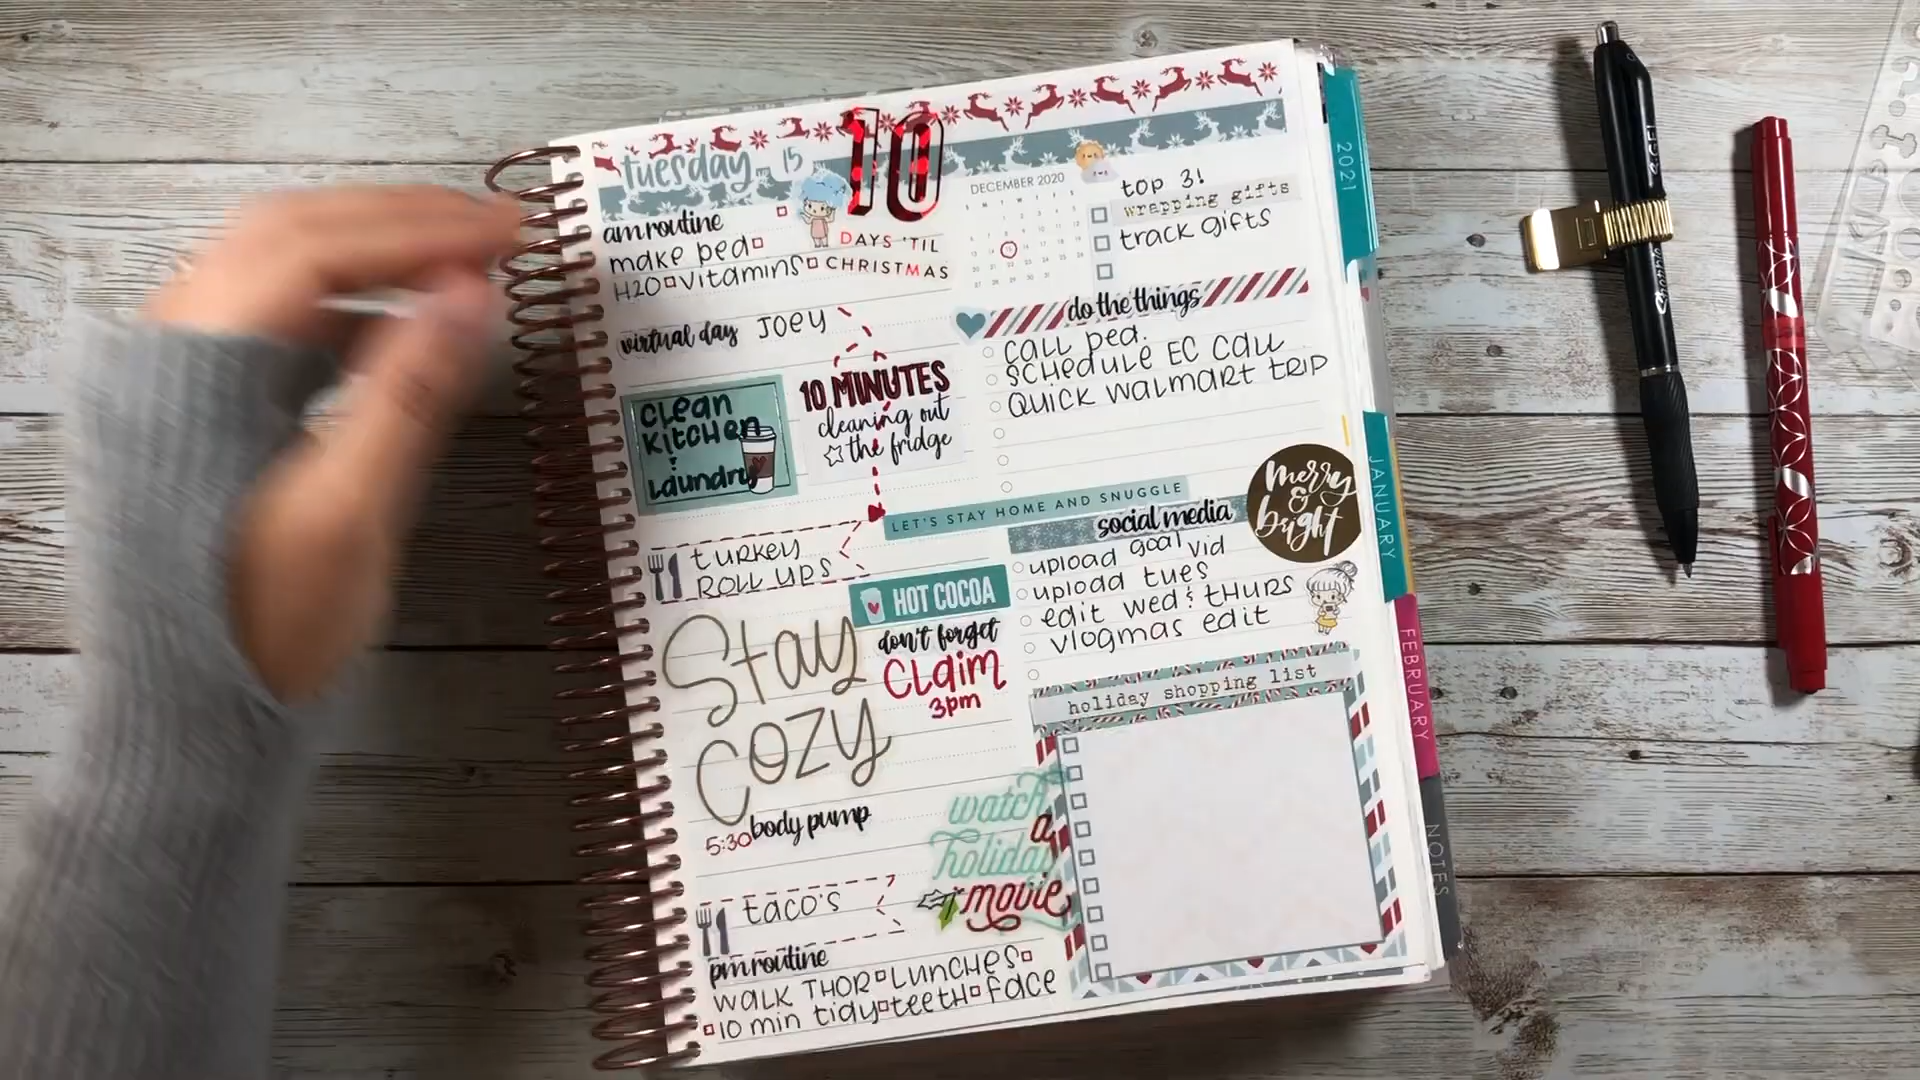 tuesday 15
10
DAYS 'TIL
CHRISTMAS
am routine
make bed
H2O vitamins
virtual day JOEY
clean
kitchen
laundry
10 MINUTES
cleaning out
the fridge
TURKEY
ROLL UPS
Stay
cozy
HOT COCOA
don't forget
claim
3pm
5:30 body pump
taco's
pm routine
WALK THOR LUNCHES
10 min tidy teeth face
DECEMBER 2020
top 3!
wrapping gifts
track gifts
do the things
call ped.
schedule EC call
QUICK WALMART TRIP
LET'S STAY HOME AND SNUGGLE
merry
&
bright
social media
upload goal vid
upload tues
edit wed & THURS
vlogmas edit
holiday shopping list
watch
a
holiday
movie
2021
JANUARY
FEBRUARY
NOTES